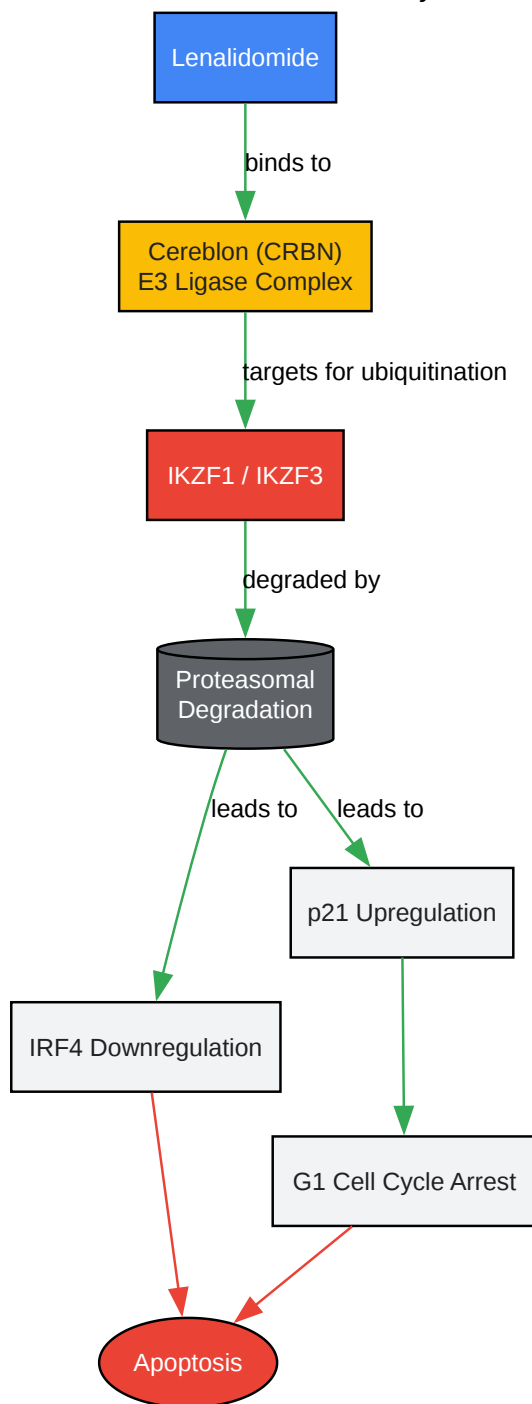 Lenalidomide
binds to
Cereblon (CRBN)
E3 Ligase Complex
targets for ubiquitination
IKZF1 / IKZF3
degraded by
Proteasomal
Degradation
leads to
leads to
p21 Upregulation
IRF4 Downregulation
G1 Cell Cycle Arrest
Apoptosis